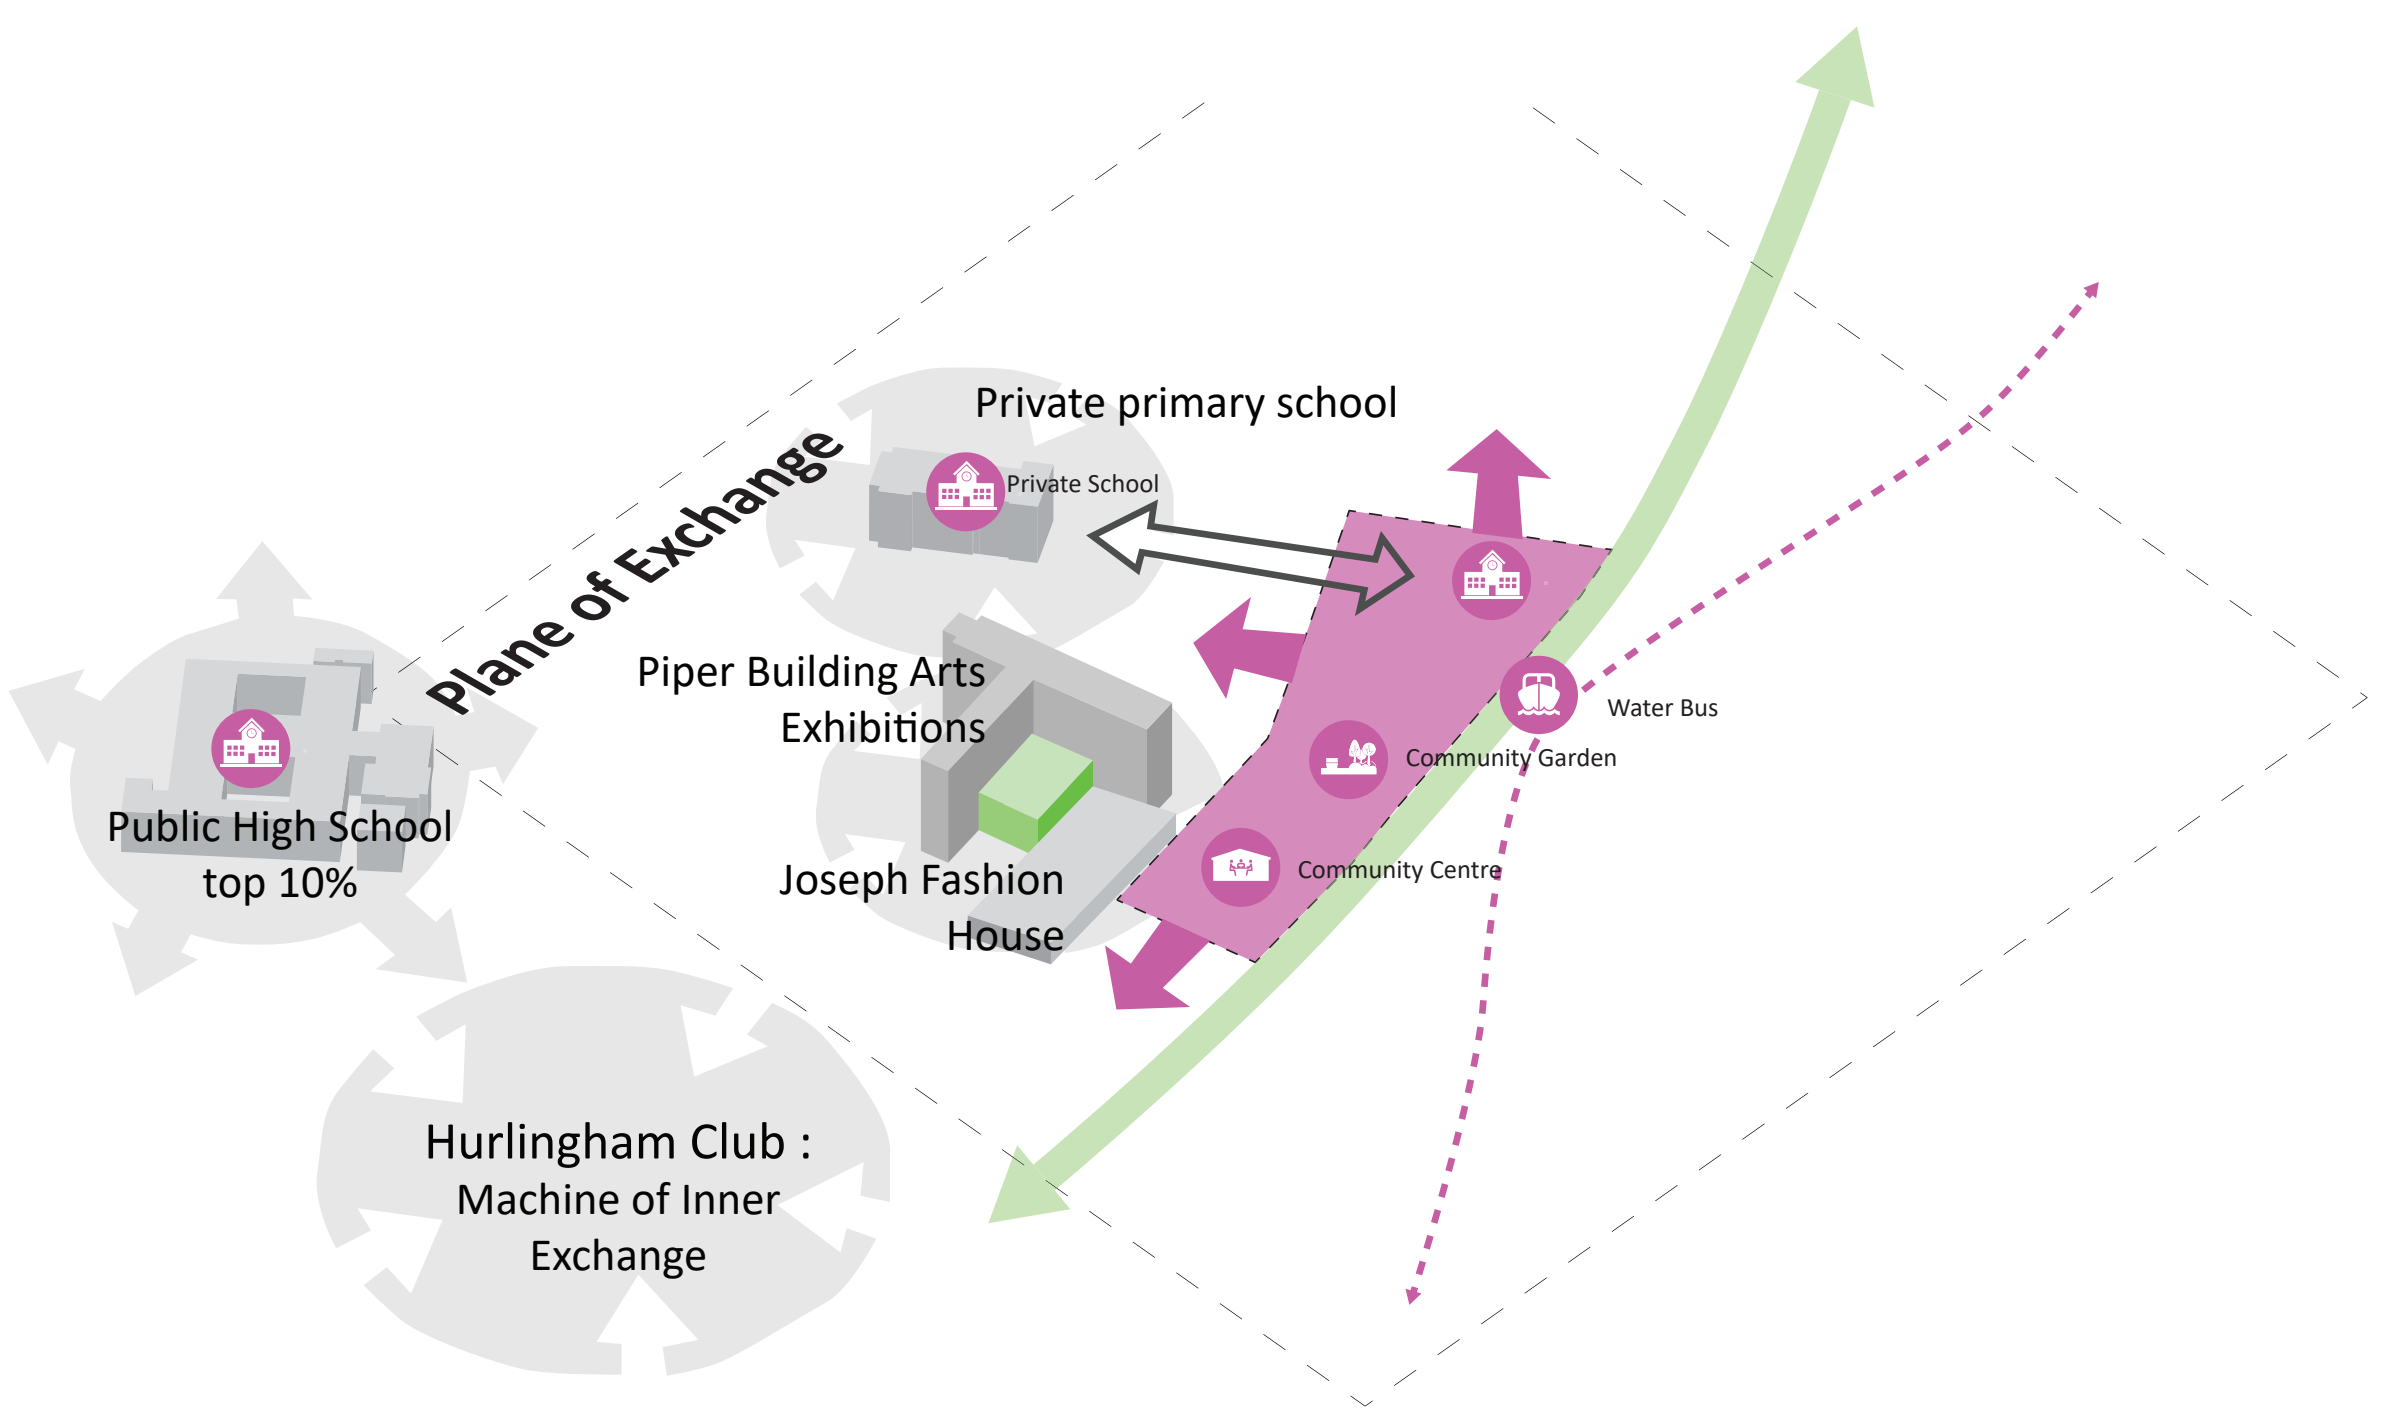 Private primary school
Plane of Exchange
Private School
Piper Building Arts
Exhibitions
Water Bus
Community Garden
Public High School
top 10%
Joseph Fashion
House
Community Centre
Hurlingham Club :
Machine of Inner
Exchange